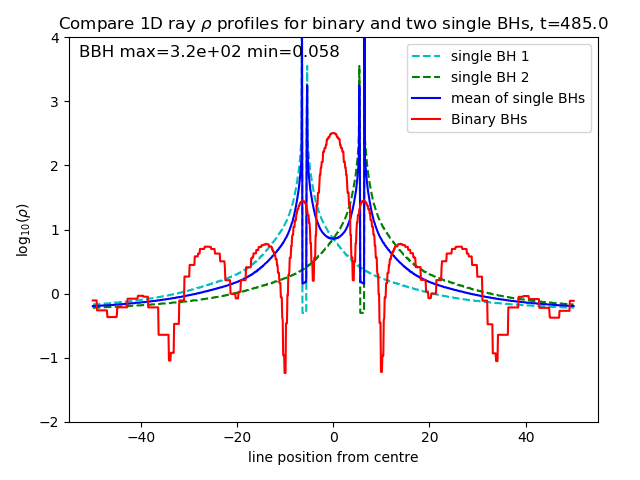 Compare 1D ray ρ profiles for binary and two single BHs, t=485.0
BBH max=3.2e+02 min=0.058
single BH 1
single BH 2
mean of single BHs
Binary BHs
log₁₀(ρ)
4
3
2
1
0
−1
−2
−40
−20
0
20
40
line position from centre